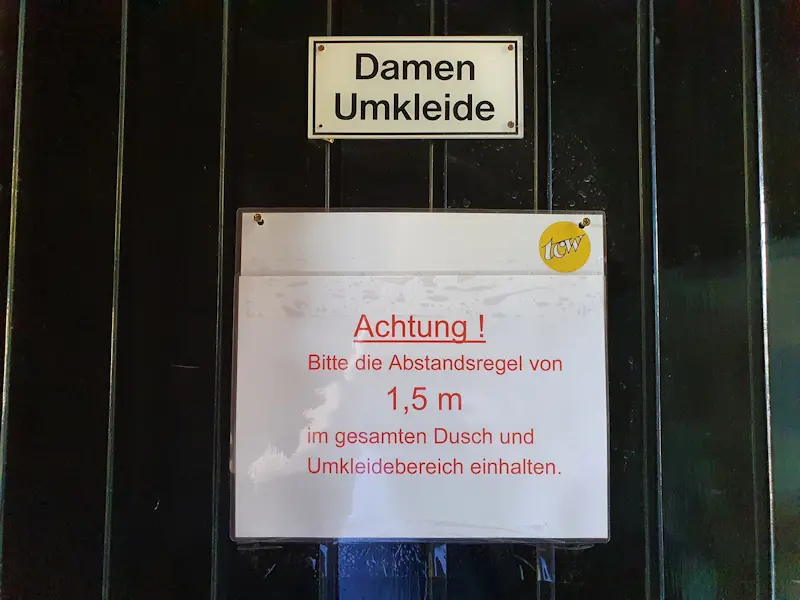 Damen
Umkleide
tcw
Achtung !
Bitte die Abstandsregel von
1,5 m
im gesamten Dusch und
Umkleidebereich einhalten.